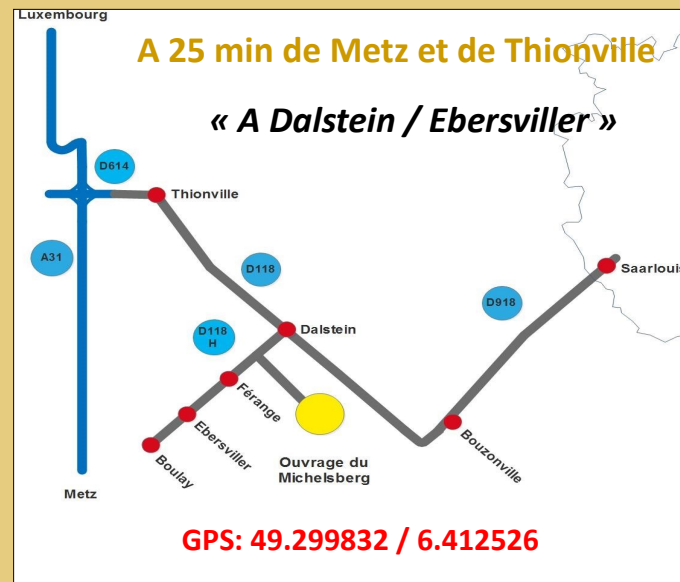 Luxembourg
A 25 min de Metz et de Thionville
« A Dalstein / Ebersviller »
D614
Thionville
A31
D118
Saarlouis
D918
D118
H
Dalstein
Férange
Ebersviller
Boulay
Bouzonville
Ouvrage du
Michelsberg
Metz
GPS: 49.299832 / 6.412526